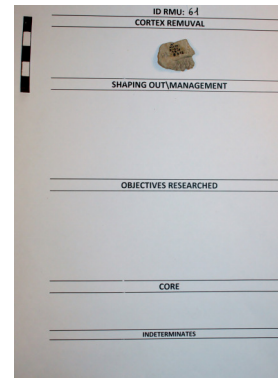 ID RMU: 61
CORTEX REMUVAL
SHAPING OUT\MANAGEMENT
OBJECTIVES RESEARCHED
CORE
INDETERMINATES